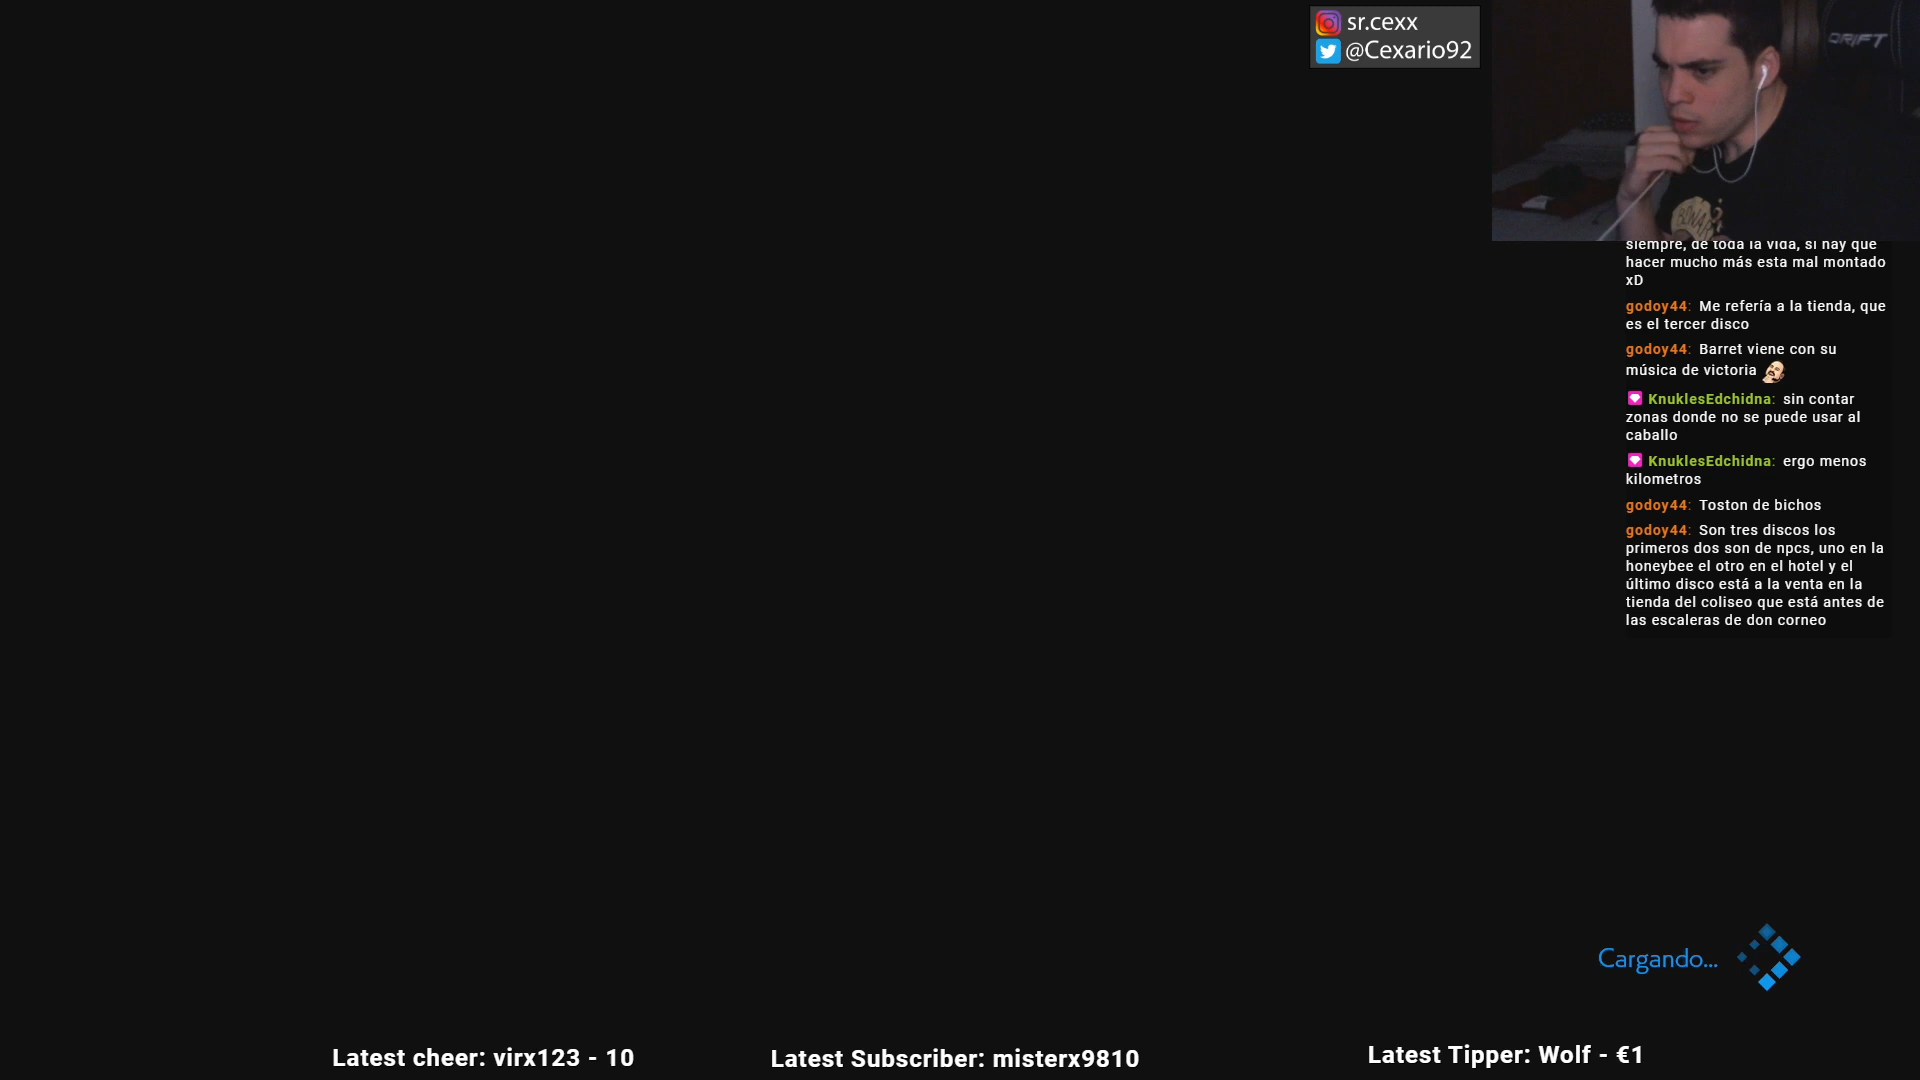 sr.cexx
@Cexario92
DRIFT
siempre, de toda la vida, si hay que
hacer mucho más esta mal montado
xD
godoy44: Me refería a la tienda, que
es el tercer disco
godoy44: Barret viene con su
música de victoria
KnuklesEdchidna: sin contar
zonas donde no se puede usar al
caballo
KnuklesEdchidna: ergo menos
kilometros
godoy44: Toston de bichos
godoy44: Son tres discos los
primeros dos son de npcs, uno en la
honeybee el otro en el hotel y el
último disco está a la venta en la
tienda del coliseo que está antes de
las escaleras de don corneo
Cargando...
Latest cheer: virx123 - 10
Latest Subscriber: misterx9810
Latest Tipper: Wolf - €1